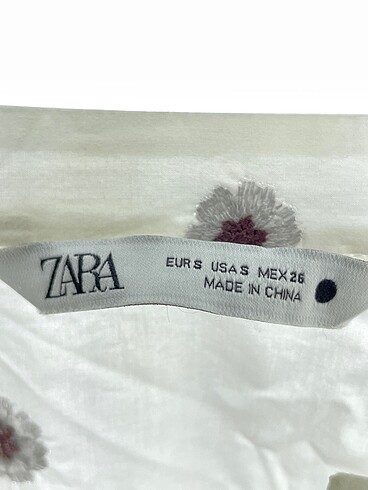 ZARA
EUR S USA S MEX 26
MADE IN CHINA